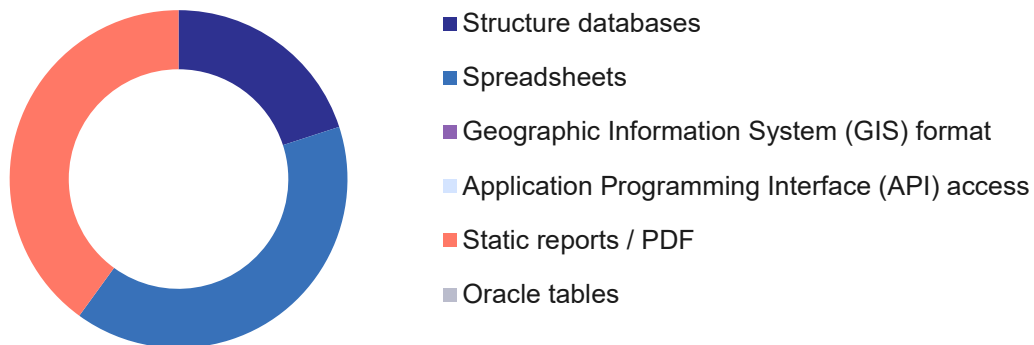 Structure databases
Spreadsheets
Geographic Information System (GIS) format
Application Programming Interface (API) access
Static reports / PDF
Oracle tables